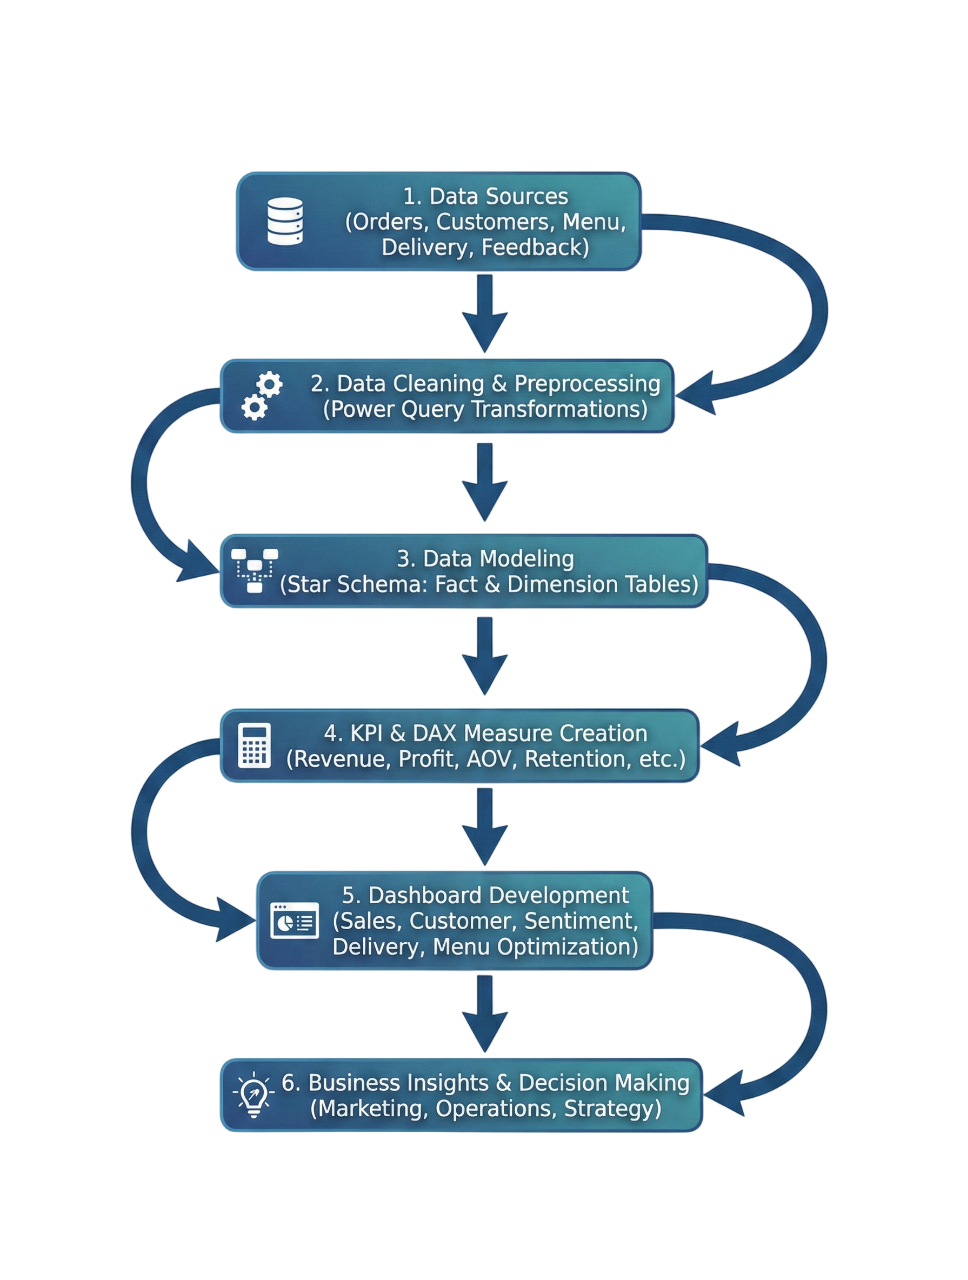 1. Data Sources
(Orders, Customers, Menu,
Delivery, Feedback)
2. Data Cleaning & Preprocessing
(Power Query Transformations)
3. Data Modeling
(Star Schema: Fact & Dimension Tables)
4. KPI & DAX Measure Creation
(Revenue, Profit, AOV, Retention, etc.)
5. Dashboard Development
(Sales, Customer, Sentiment,
Delivery, Menu Optimization)
6. Business Insights & Decision Making
(Marketing, Operations, Strategy)